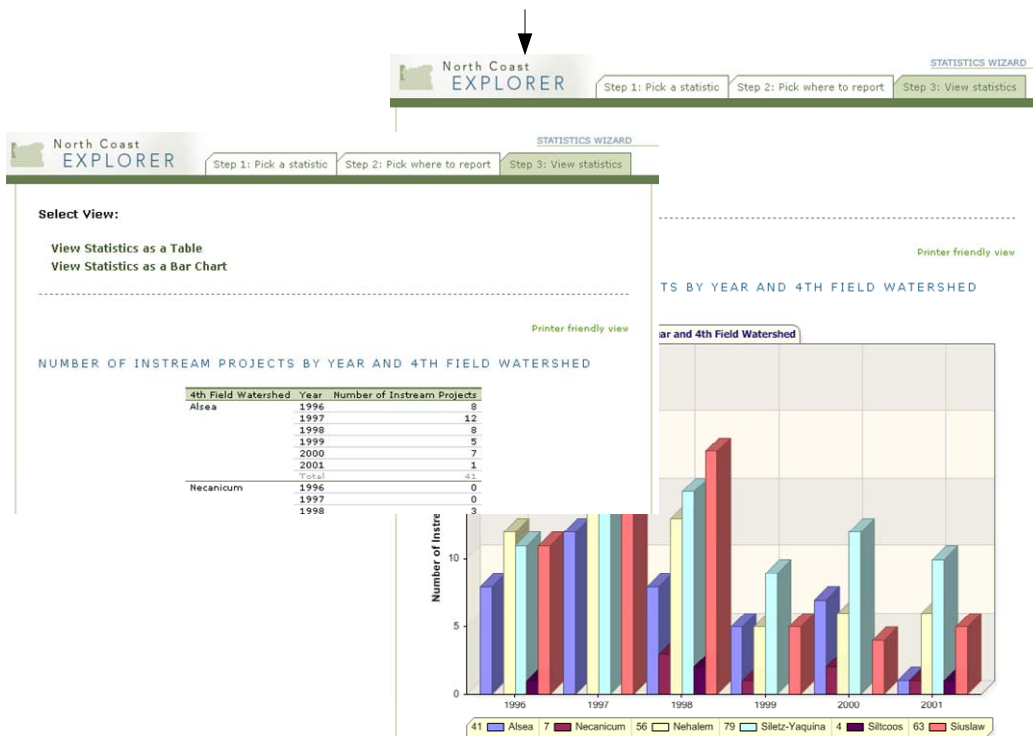 North Coast
EXPLORER
STATISTICS WIZARD
Step 1: Pick a statistic
Step 2: Pick where to report
Step 3: View statistics
Printer friendly view
TS BY YEAR AND 4TH FIELD WATERSHED
ar and 4th Field Watershed
North Coast
EXPLORER
STATISTICS WIZARD
Step 1: Pick a statistic
Step 2: Pick where to report
Step 3: View statistics
Select View:
View Statistics as a Table
View Statistics as a Bar Chart
Printer friendly view
NUMBER OF INSTREAM PROJECTS BY YEAR AND 4TH FIELD WATERSHED
4th Field Watershed Year Number of Instream Projects
Alsea 1996 8
1997 12
1998 8
1999 5
2000 7
2001 1
Total 41
Necanicum 1996 0
1997 0
1998 3
Number of Instre
10
5
0
1996 1997 1998 1999 2000 2001
41 Alsea 7 Necanicum 56 Nehalem 79 Siletz-Yaquina 4 Siltcoos 63 Siuslaw